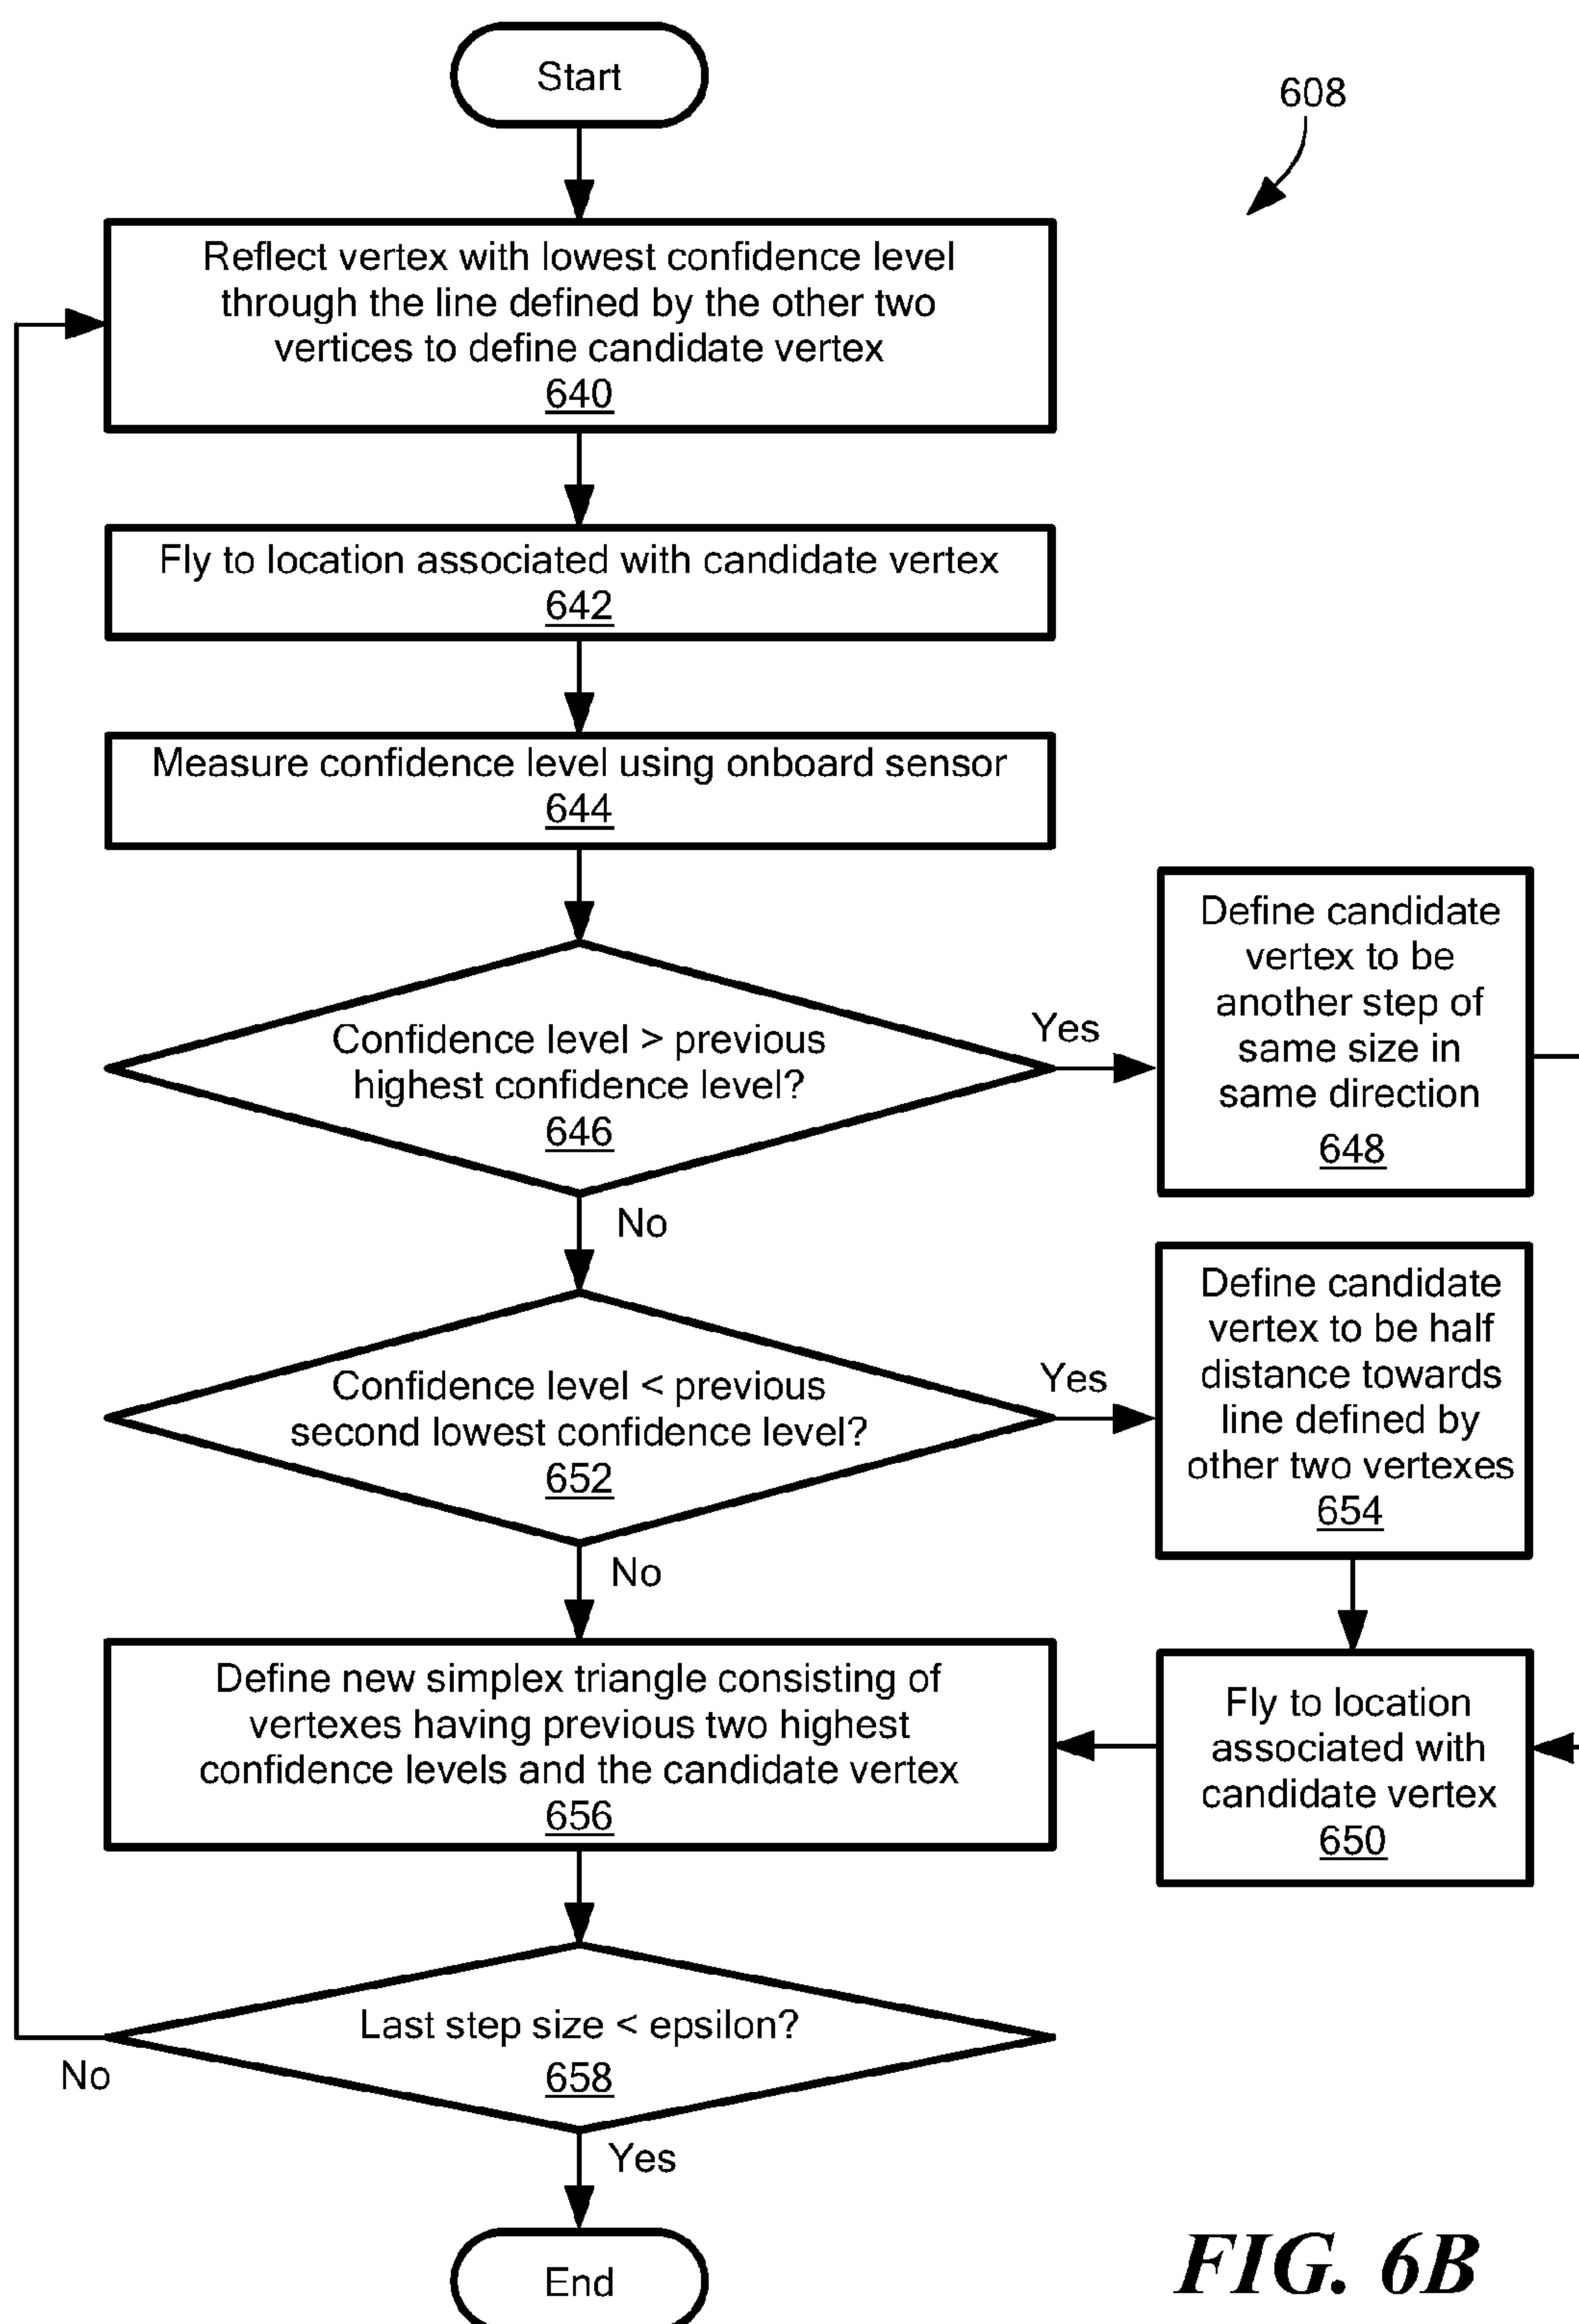 Start
608
Reflect vertex with lowest confidence level
through the line defined by the other two
vertices to define candidate vertex
640
Fly to location associated with candidate vertex
642
Measure confidence level using onboard sensor
644
Confidence level > previous
highest confidence level?
646
Yes
Define candidate
vertex to be
another step of
same size in
same direction
648
No
Confidence level < previous
second lowest confidence level?
652
Yes
Define candidate
vertex to be half
distance towards
line defined by
other two vertexes
654
No
Define new simplex triangle consisting of
vertexes having previous two highest
confidence levels and the candidate vertex
656
Fly to location
associated with
candidate vertex
650
Last step size < epsilon?
658
No
Yes
End
FIG. 6B